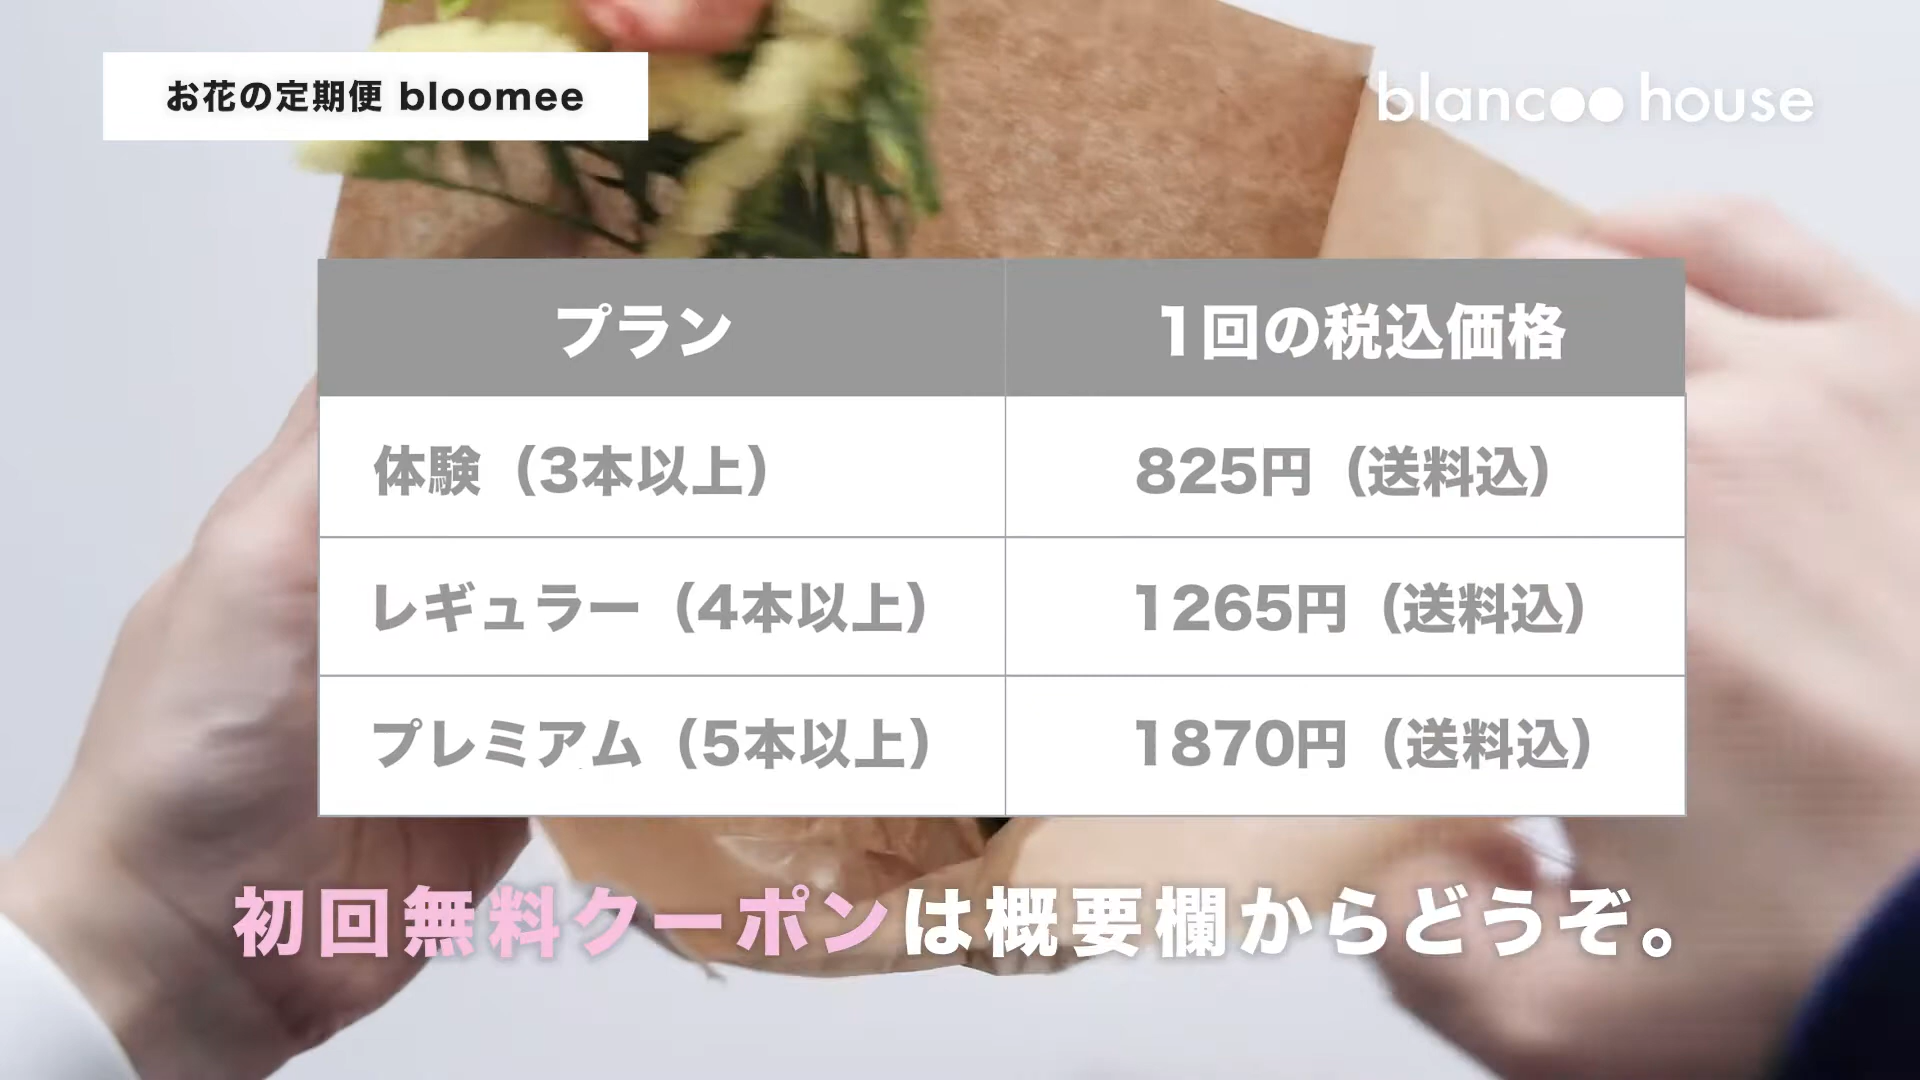 お花の定期便 bloomee
blancoo house
プラン 1回の税込価格
体験（3本以上） 825円（送料込）
レギュラー（4本以上） 1265円（送料込）
プレミアム（5本以上） 1870円（送料込）
初回無料クーポンは概要欄からどうぞ。